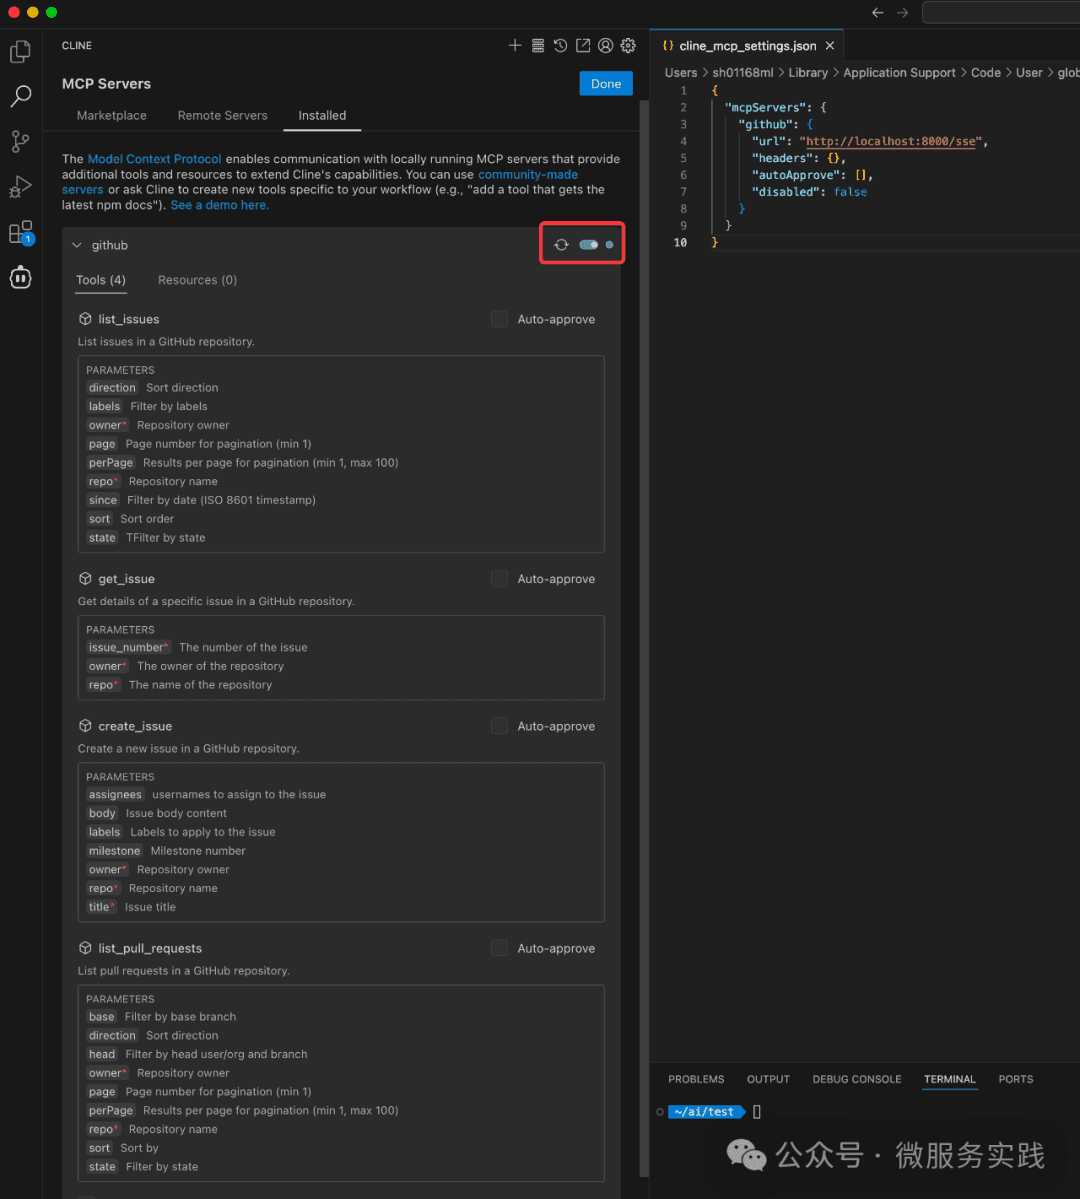 CLINE
MCP Servers
Done
Marketplace Remote Servers Installed
The Model Context Protocol enables communication with locally running MCP servers that provide
additional tools and resources to extend Cline's capabilities. You can use community-made
servers or ask Cline to create new tools specific to your workflow (e.g., "add a tool that gets the
latest npm docs"). See a demo here.
github
Tools (4) Resources (0)
list_issues Auto-approve
List issues in a GitHub repository.
PARAMETERS
direction Sort direction
labels Filter by labels
owner* Repository owner
page Page number for pagination (min 1)
perPage Results per page for pagination (min 1, max 100)
repo* Repository name
since Filter by date (ISO 8601 timestamp)
sort Sort order
state TFilter by state
get_issue Auto-approve
Get details of a specific issue in a GitHub repository.
PARAMETERS
issue_number* The number of the issue
owner* The owner of the repository
repo* The name of the repository
create_issue Auto-approve
Create a new issue in a GitHub repository.
PARAMETERS
assignees usernames to assign to the issue
body Issue body content
labels Labels to apply to the issue
milestone Milestone number
owner* Repository owner
repo* Repository name
title* Issue title
list_pull_requests Auto-approve
List pull requests in a GitHub repository.
PARAMETERS
base Filter by base branch
direction Sort direction
head Filter by head user/org and branch
owner* Repository owner
page Page number for pagination (min 1)
perPage Results per page for pagination (min 1, max 100)
repo* Repository name
sort Sort by
state Filter by state
1
{} cline_mcp_settings.json ×
Users > sh01168ml > Library > Application Support > Code > User > glob
1 {
2 "mcpServers": {
3 "github": {
4 "url": "http://localhost:8000/sse",
5 "headers": {},
6 "autoApprove": [],
7 "disabled": false
8 }
9 }
10 }
PROBLEMS OUTPUT DEBUG CONSOLE TERMINAL PORTS
~/ai/test
公众号 · 微服务实践